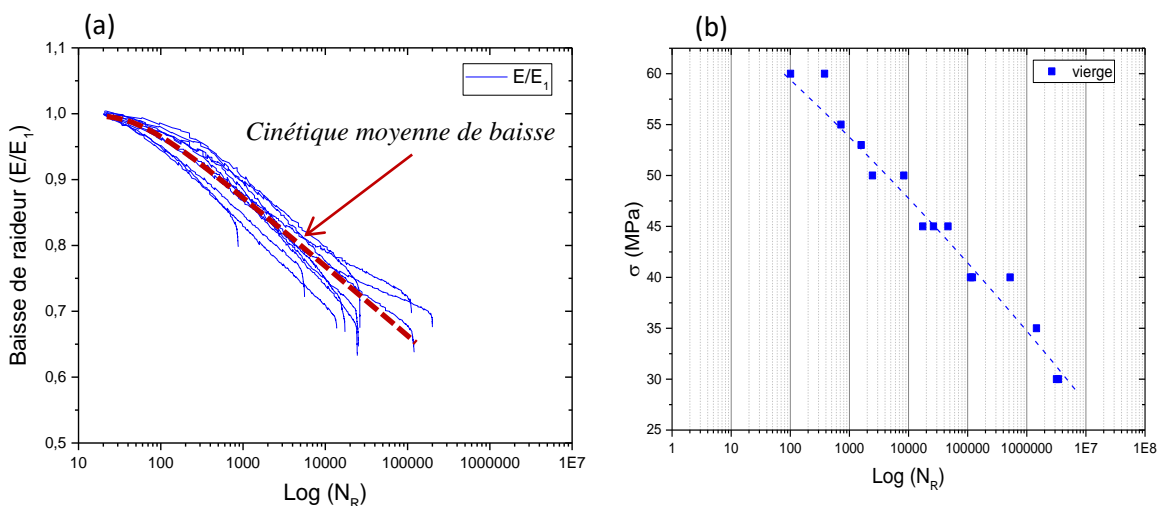 (a)
1,1
1,0
0,9
0,8
0,7
0,6
0,5
Baisse de raideur (E/E1)
E/E1
Cinétique moyenne de baisse
10
100
1000
10000
100000
1000000
1E7
Log (NR)
(b)
60
55
50
45
40
35
30
25
σ (MPa)
vierge
1
10
100
1000
10000
100000
1000000
1E7
1E8
Log (NR)